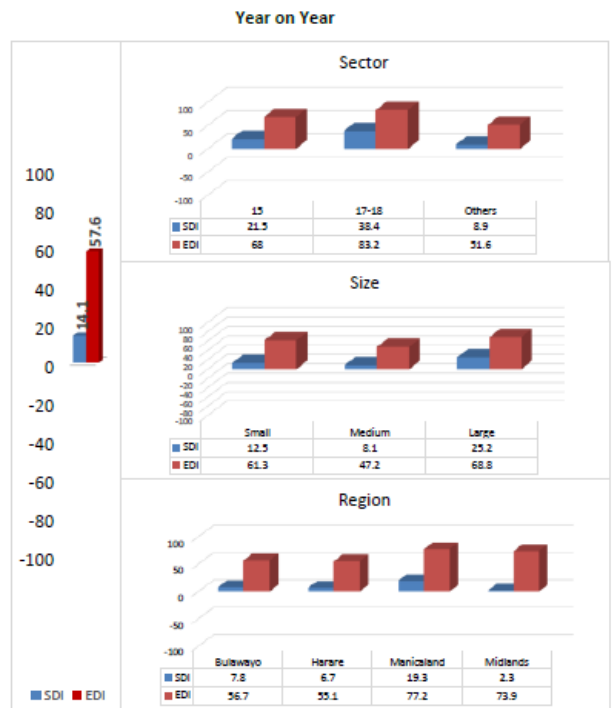 Year on Year
100
80
60
40
20
0
-20
-40
-60
-80
-100
14.1
57.6
SDI EDI
Sector
100
50
0
-50
-100
15 17-18 Others
SDI 21.5 38.4 8.9
EDI 68 83.2 51.6
Size
100
80
60
40
20
0
-20
-40
-60
-80
-100
Small Medium Large
SDI 12.5 8.1 25.2
EDI 61.3 47.2 68.8
Region
100
50
0
-50
-100
Bulawayo Harare Manicaland Midlands
SDI 7.8 6.7 19.3 2.3
EDI 56.7 55.1 77.2 73.9